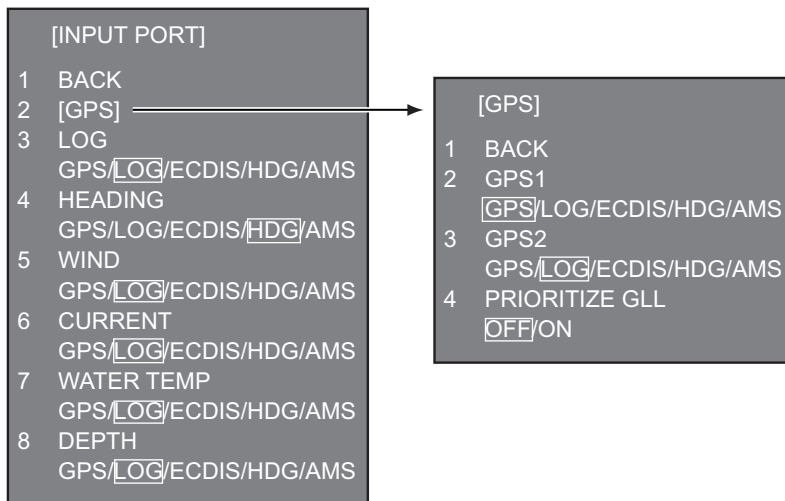 [INPUT PORT]
1 BACK
2 [GPS]
3 LOG
GPS/LOG/ECDIS/HDG/AMS
4 HEADING
GPS/LOG/ECDIS/HDG/AMS
5 WIND
GPS/LOG/ECDIS/HDG/AMS
6 CURRENT
GPS/LOG/ECDIS/HDG/AMS
7 WATER TEMP
GPS/LOG/ECDIS/HDG/AMS
8 DEPTH
GPS/LOG/ECDIS/HDG/AMS
[GPS]
1 BACK
2 GPS1
GPS/LOG/ECDIS/HDG/AMS
3 GPS2
GPS/LOG/ECDIS/HDG/AMS
4 PRIORITIZE GLL
OFF/ON